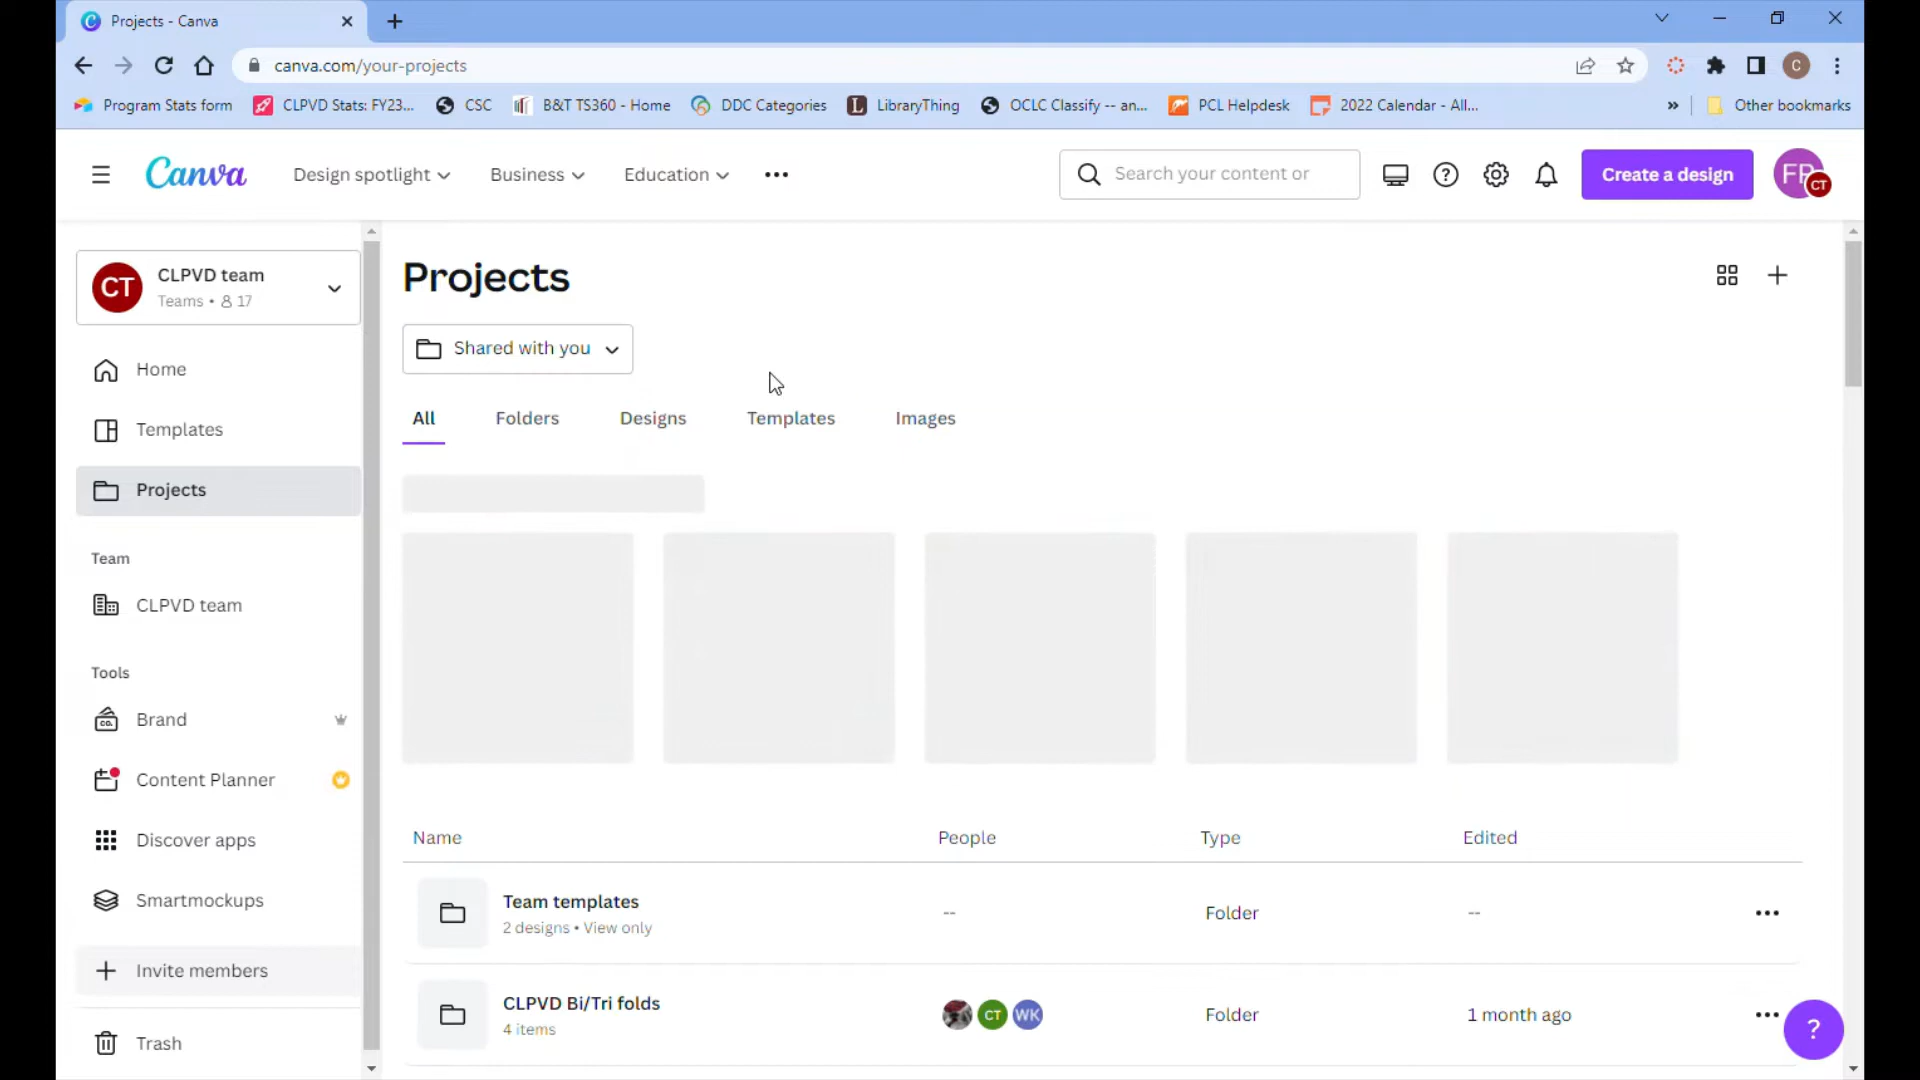 Projects - Canva
canva.com/your-projects
C
Program Stats form
CLPVD Stats: FY23...
CSC
B&T TS360 - Home
DDC Categories
LibraryThing
OCLC Classify -- an...
PCL Helpdesk
2022 Calendar - All...
Other bookmarks
Canva
Design spotlight
Business
Education
Search your content or
Create a design
FP
CT
CT
CLPVD team
Teams • 17
Home
Templates
Projects
Team
CLPVD team
Tools
Brand
Content Planner
Discover apps
Smartmockups
Invite members
Trash
Projects
Shared with you
All
Folders
Designs
Templates
Images
Name
People
Type
Edited
Team templates
2 designs • View only
--
Folder
--
CLPVD Bi/Tri folds
4 items
CT
WK
Folder
1 month ago
?